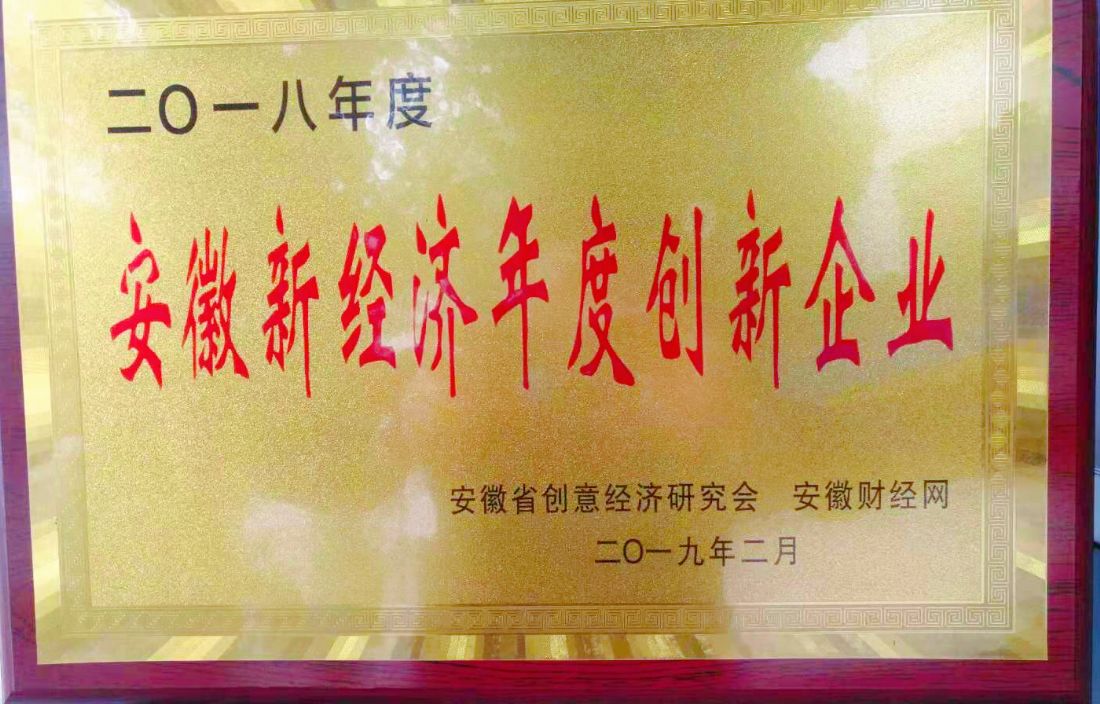 二〇一八年度
安徽新经济年度创新企业
安徽省创意经济研究会 安徽财经网
二〇一九年二月